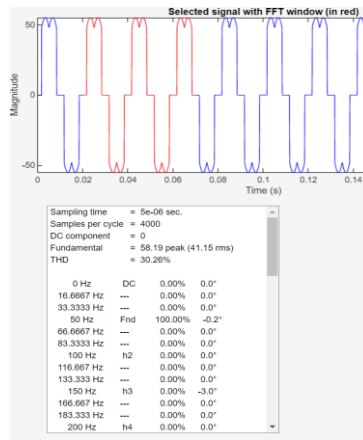 Selected signal with FFT window (in red)
50
0
-50
Magnitude
0 0.02 0.04 0.06 0.08 0.1 0.12 0.14
Time (s)
Sampling time = 5e-06 sec.
Samples per cycle = 4000
DC component = 0
Fundamental = 58.19 peak (41.15 rms)
THD = 30.26%
0 Hz DC 0.00% 0.0°
16.6667 Hz --- 0.00% 0.0°
33.3333 Hz --- 0.00% 0.0°
50 Hz Fnd 100.00% -0.2°
66.6667 Hz --- 0.00% 0.0°
83.3333 Hz --- 0.00% 0.0°
100 Hz h2 0.00% 0.0°
116.667 Hz --- 0.00% 0.0°
133.333 Hz --- 0.00% 0.0°
150 Hz h3 0.00% -3.0°
166.667 Hz --- 0.00% 0.0°
183.333 Hz --- 0.00% 0.0°
200 Hz h4 0.00% 0.0°